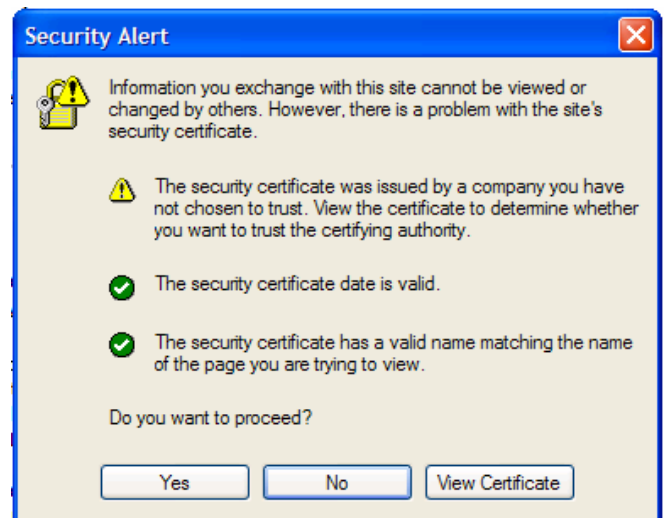 Security Alert
Information you exchange with this site cannot be viewed or
changed by others. However, there is a problem with the site's
security certificate.
The security certificate was issued by a company you have
not chosen to trust. View the certificate to determine whether
you want to trust the certifying authority.
The security certificate date is valid.
The security certificate has a valid name matching the name
of the page you are trying to view.
Do you want to proceed?
Yes No View Certificate